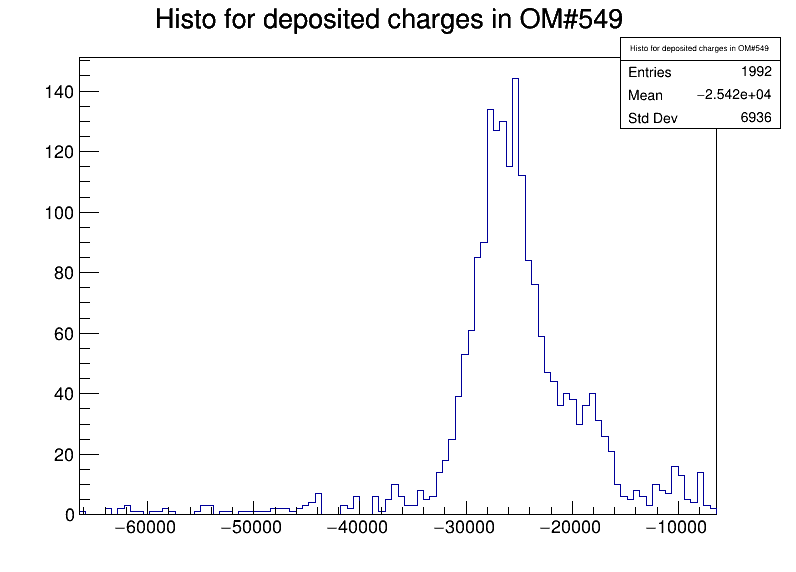 Histo for deposited charges in OM#549
Histo for deposited charges in OM#549
Entries 1992
Mean −2.542e+04
Std Dev 6936
140
120
100
80
60
40
20
0
−60000 −50000 −40000 −30000 −20000 −10000